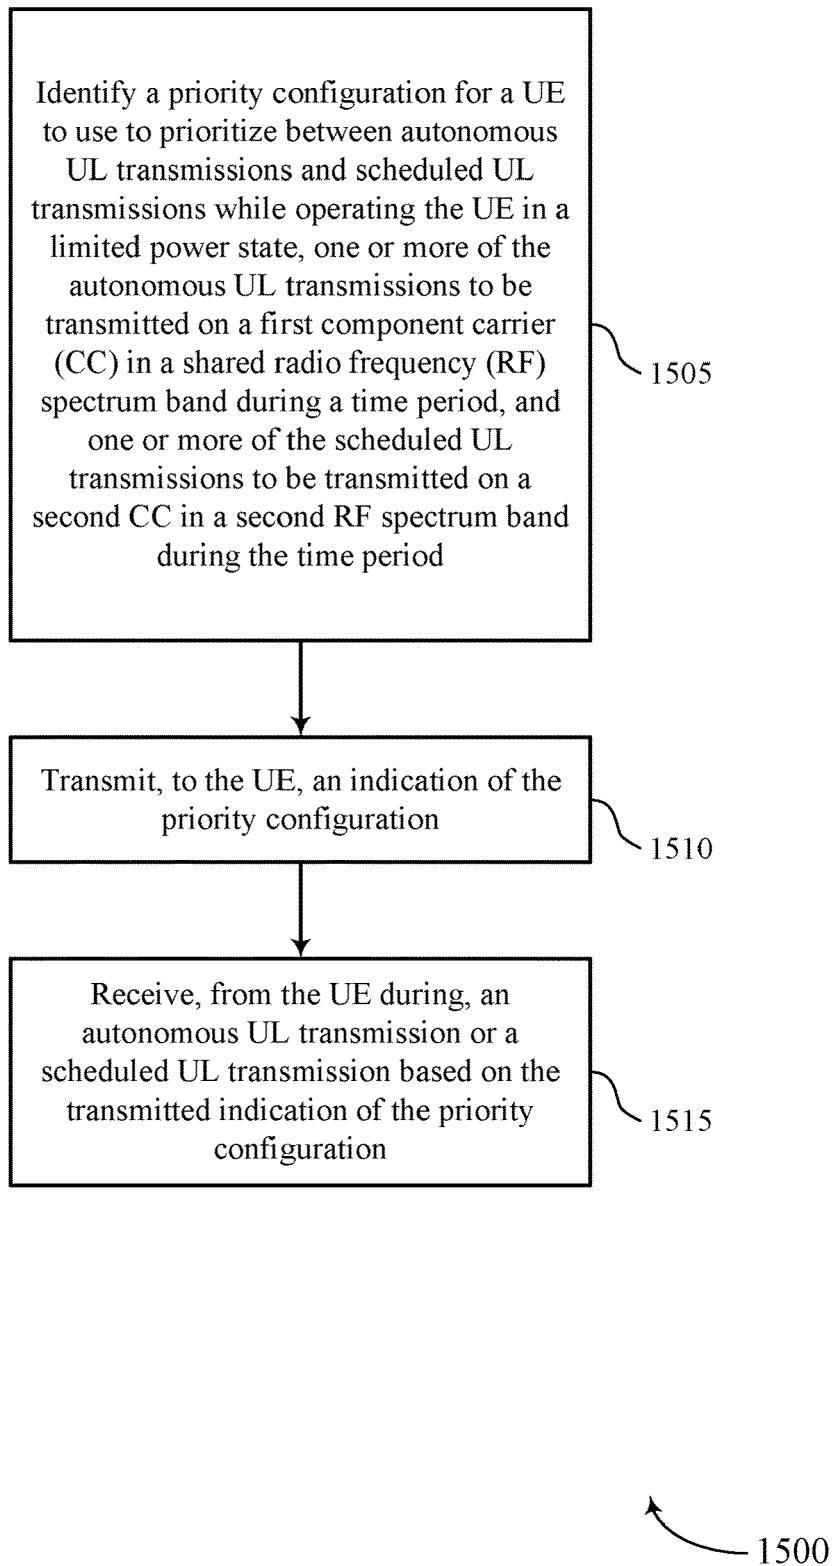 Identify a priority configuration for a UE
to use to prioritize between autonomous
UL transmissions and scheduled UL
transmissions while operating the UE in a
limited power state, one or more of the
autonomous UL transmissions to be
transmitted on a first component carrier
(CC) in a shared radio frequency (RF)
spectrum band during a time period, and
one or more of the scheduled UL
transmissions to be transmitted on a
second CC in a second RF spectrum band
during the time period
1505
Transmit, to the UE, an indication of the
priority configuration
1510
Receive, from the UE during, an
autonomous UL transmission or a
scheduled UL transmission based on the
transmitted indication of the priority
configuration
1515
1500